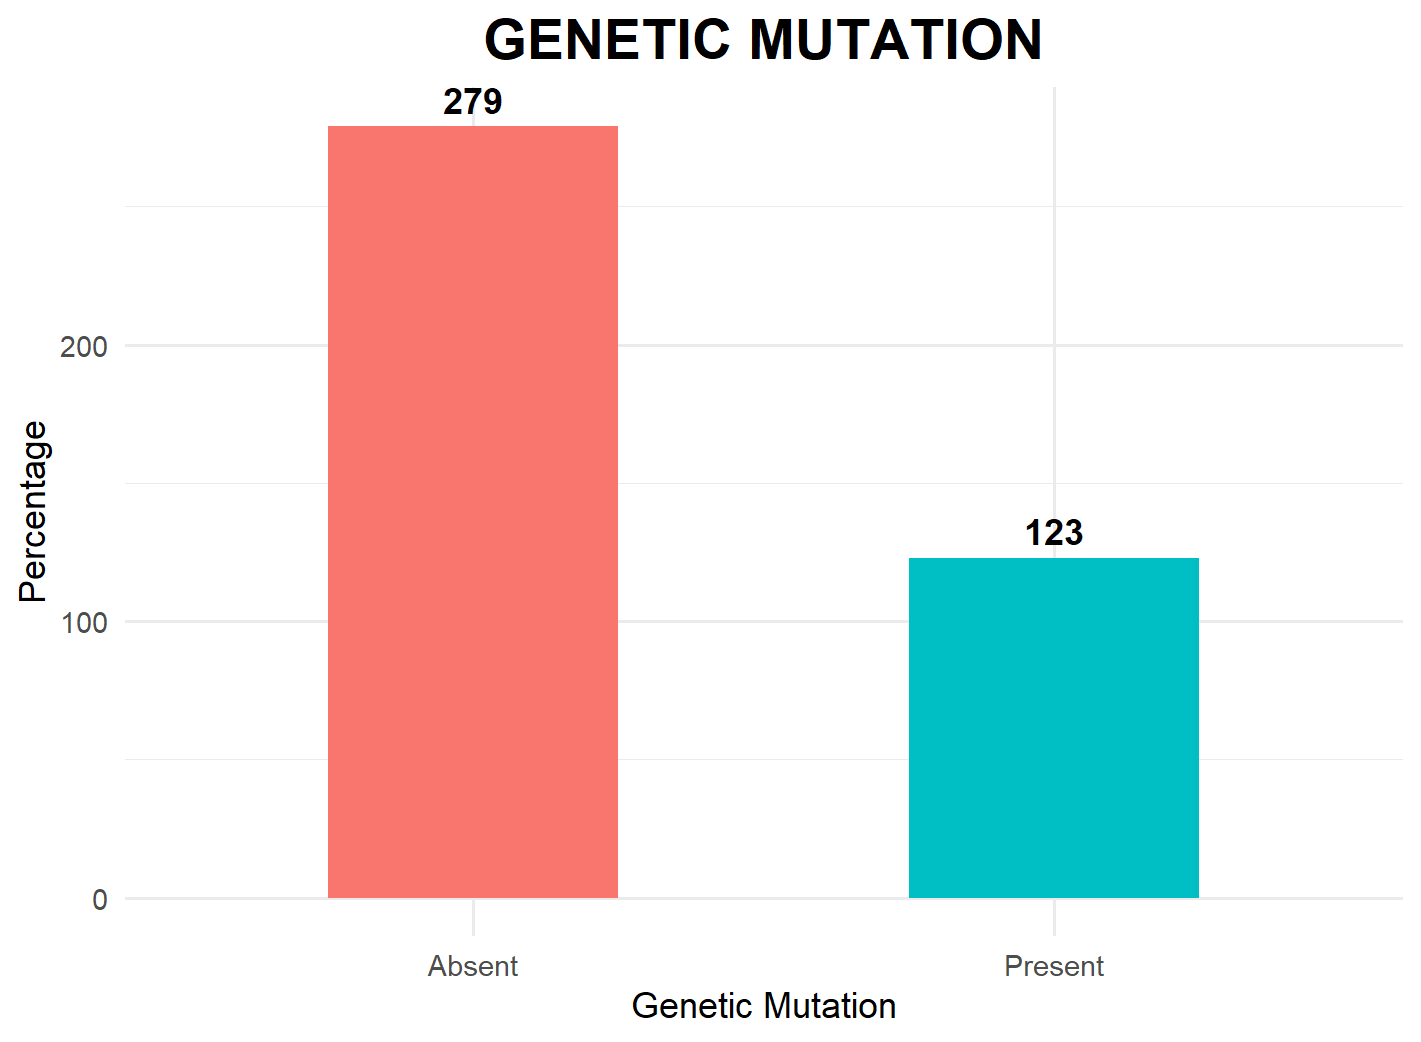 GENETIC MUTATION
279
200
Percentage
123
100
0
Absent
Present
Genetic Mutation